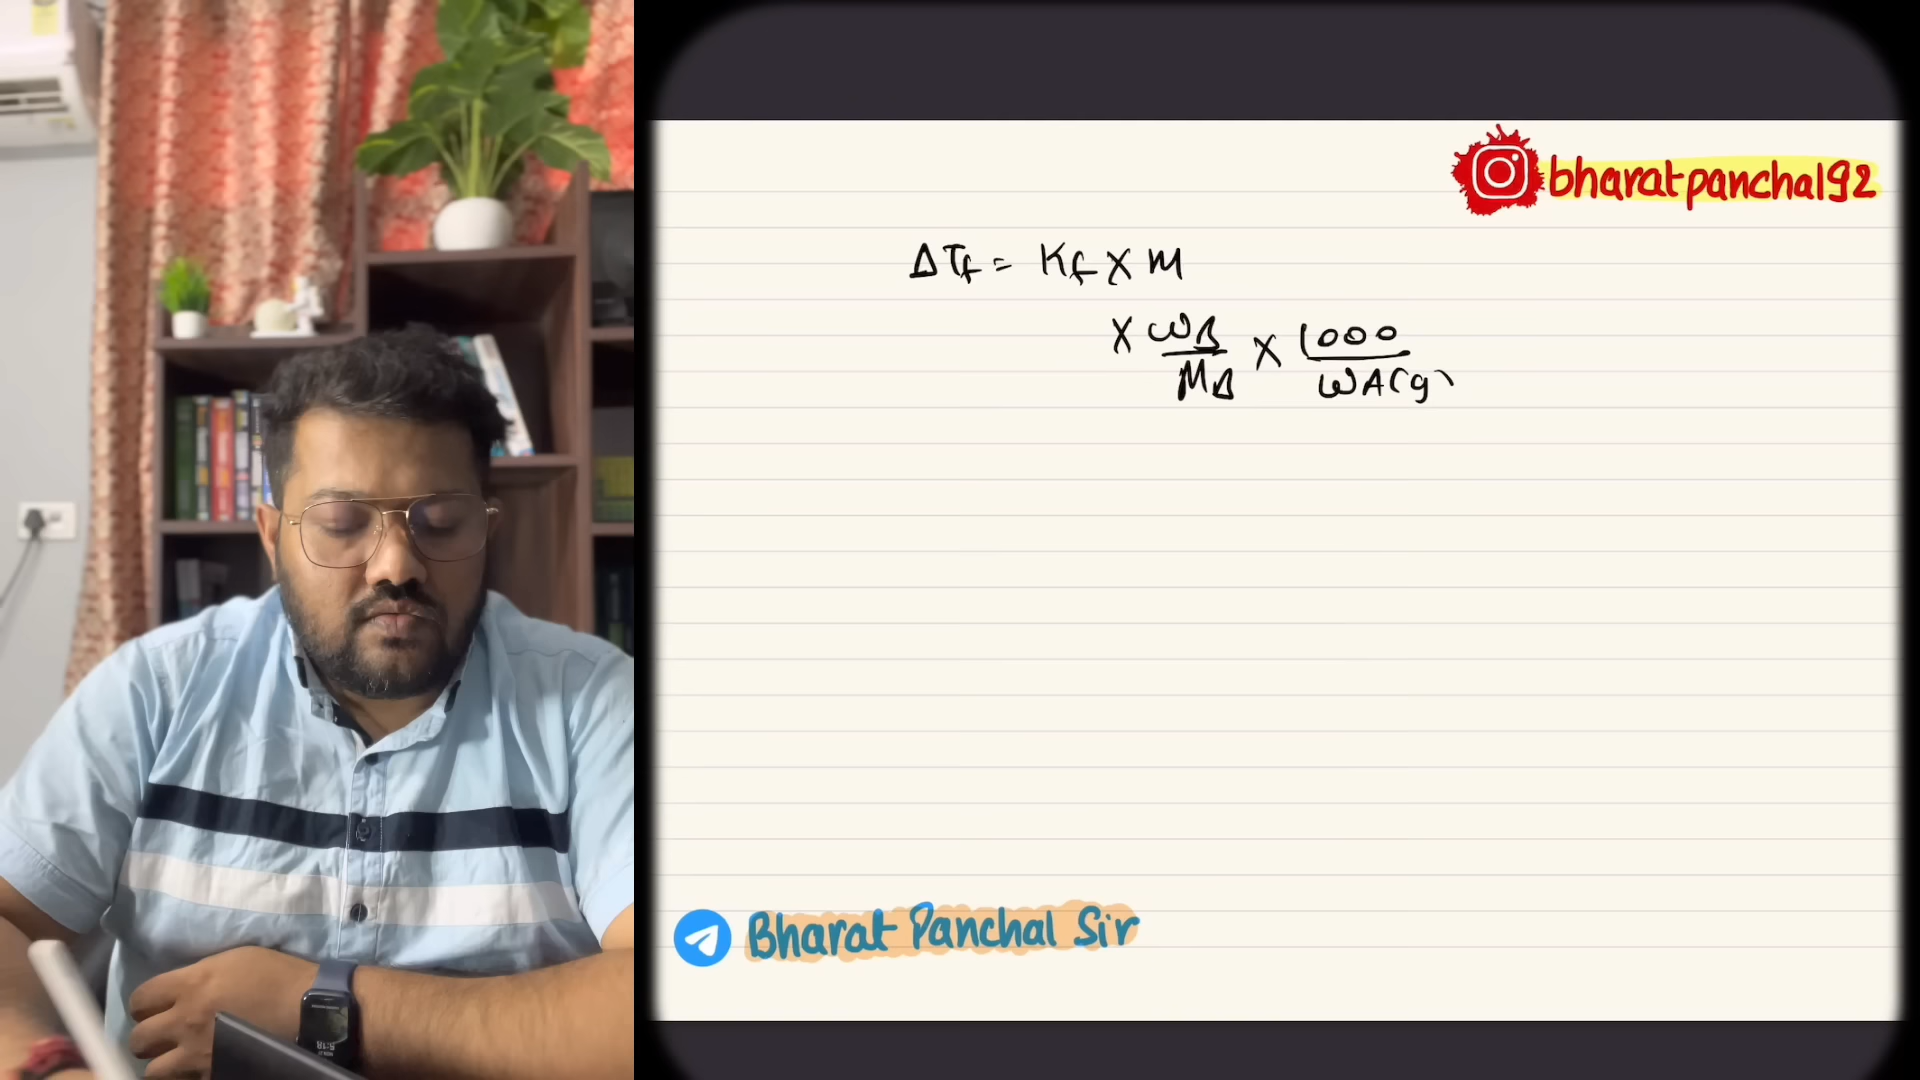 bharatpanchal92
ΔTf = Kf × m
× WB/MB × 1000/WA(g)
Bharat Panchal Sir